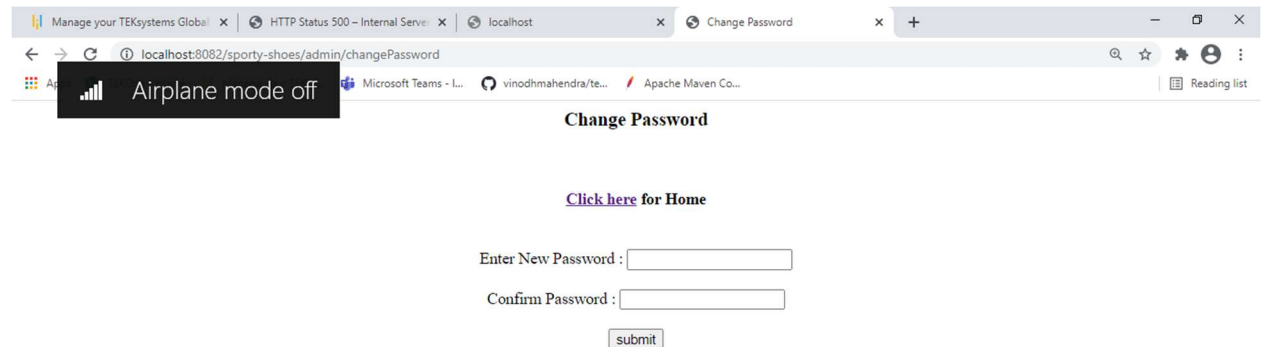 Manage your TEKsystems Global
HTTP Status 500 – Internal Server
localhost
Change Password
localhost:8082/sporty-shoes/admin/changePassword
Ap
Airplane mode off
Microsoft Teams - I...
vinodhmahendra/te...
Apache Maven Co...
Reading list
Change Password
Click here for Home
Enter New Password :
Confirm Password :
submit